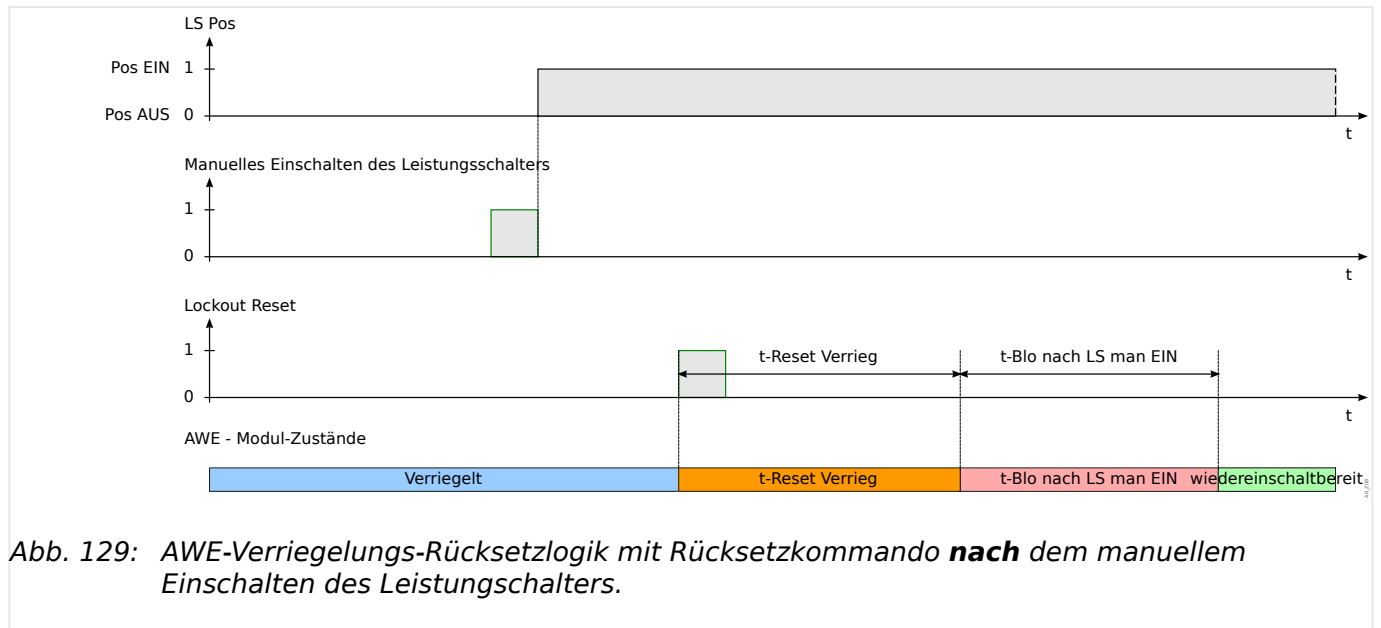 LS Pos
Pos EIN 1
Pos AUS 0
t
Manuelles Einschalten des Leistungsschalters
1
0
t
Lockout Reset
1
t-Reset Verrieg t-Blo nach LS man EIN
0
t
AWE - Modul-Zustände
Verriegelt t-Reset Verrieg t-Blo nach LS man EIN wiedereinschaltbereit
Abb. 129: AWE-Verriegelungs-Rücksetzlogik mit Rücksetzkommando nach dem manuellem
Einschalten des Leistungschalters.